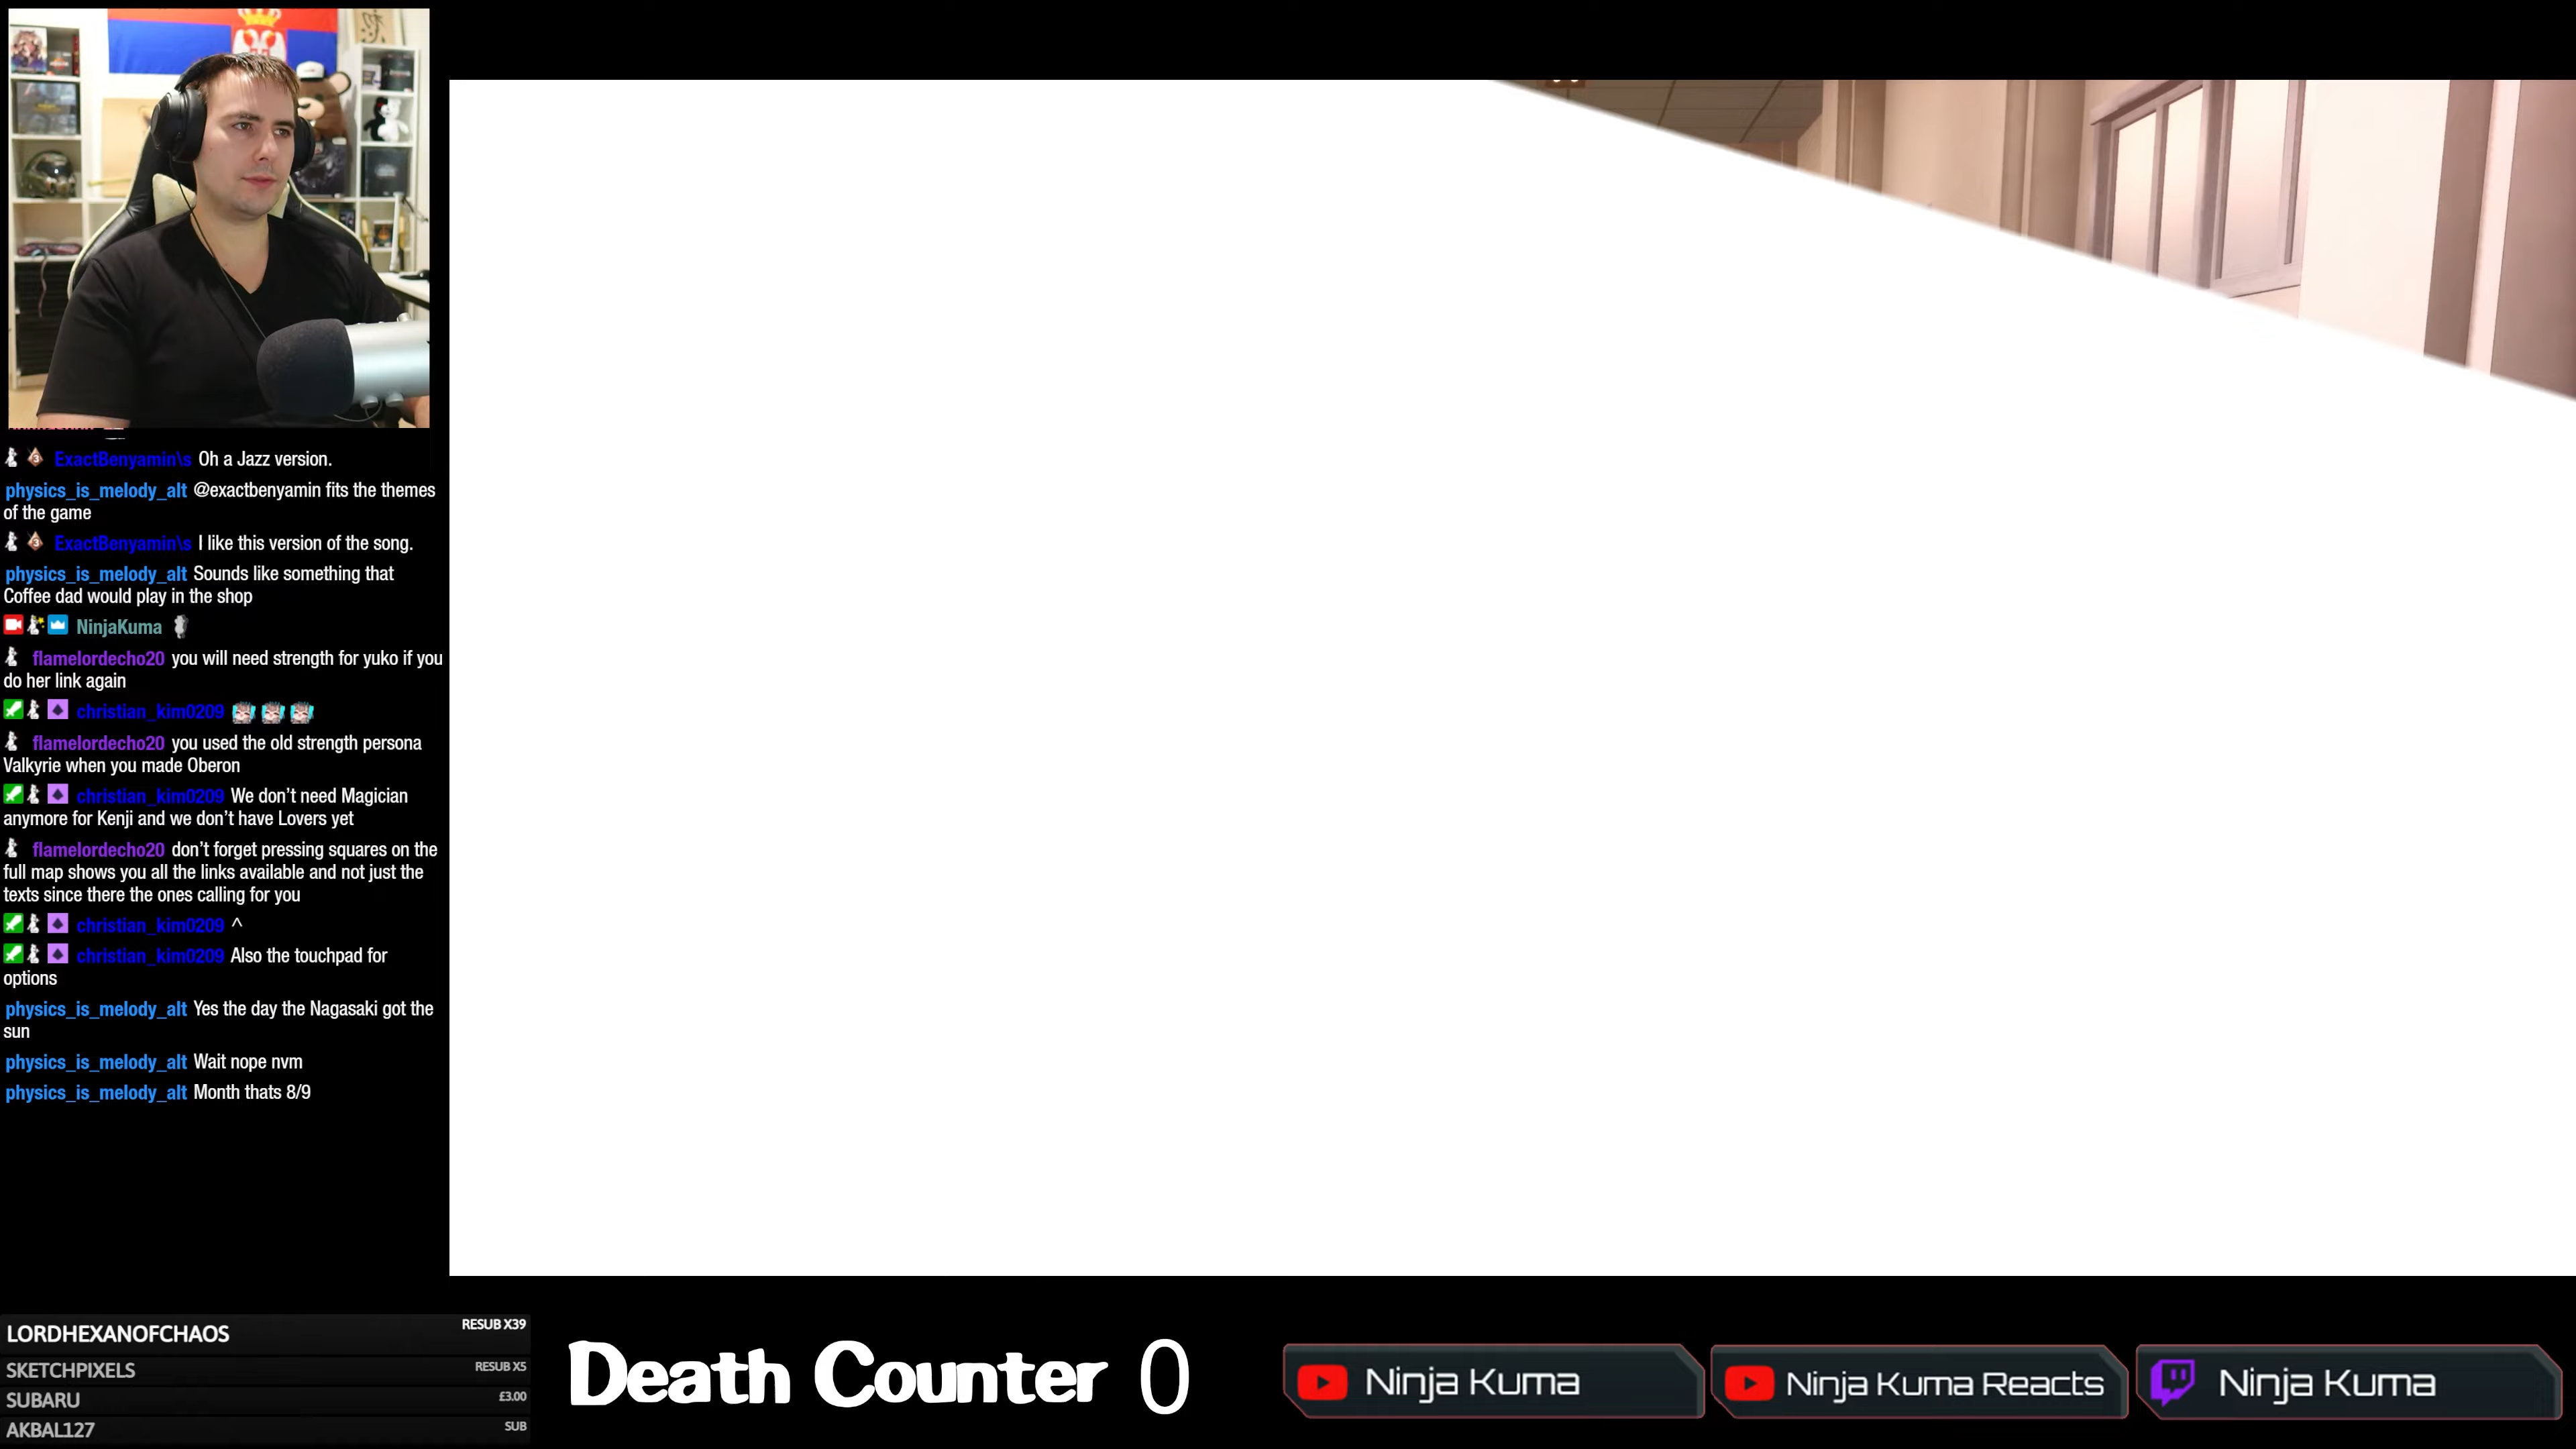 ExactBenyamin\s Oh a Jazz version.
physics_is_melody_alt @exactbenyamin fits the themes
of the game
ExactBenyamin\s I like this version of the song.
physics_is_melody_alt Sounds like something that
Coffee dad would play in the shop
NinjaKuma
flamelordecho20 you will need strength for yuko if you
do her link again
christian_kim0209
flamelordecho20 you used the old strength persona
Valkyrie when you made Oberon
christian_kim0209 We don't need Magician
anymore for Kenji and we don't have Lovers yet
flamelordecho20 don't forget pressing squares on the
full map shows you all the links available and not just the
texts since there the ones calling for you
christian_kim0209 ^
christian_kim0209 Also the touchpad for
options
physics_is_melody_alt Yes the day the Nagasaki got the
sun
physics_is_melody_alt Wait nope nvm
physics_is_melody_alt Month thats 8/9
LORDHEXANOFCHAOS RESUB X39
SKETCHPIXELS RESUB X5
SUBARU £3.00
AKBAL127 SUB
Death Counter 0
Ninja Kuma
Ninja Kuma Reacts
Ninja Kuma